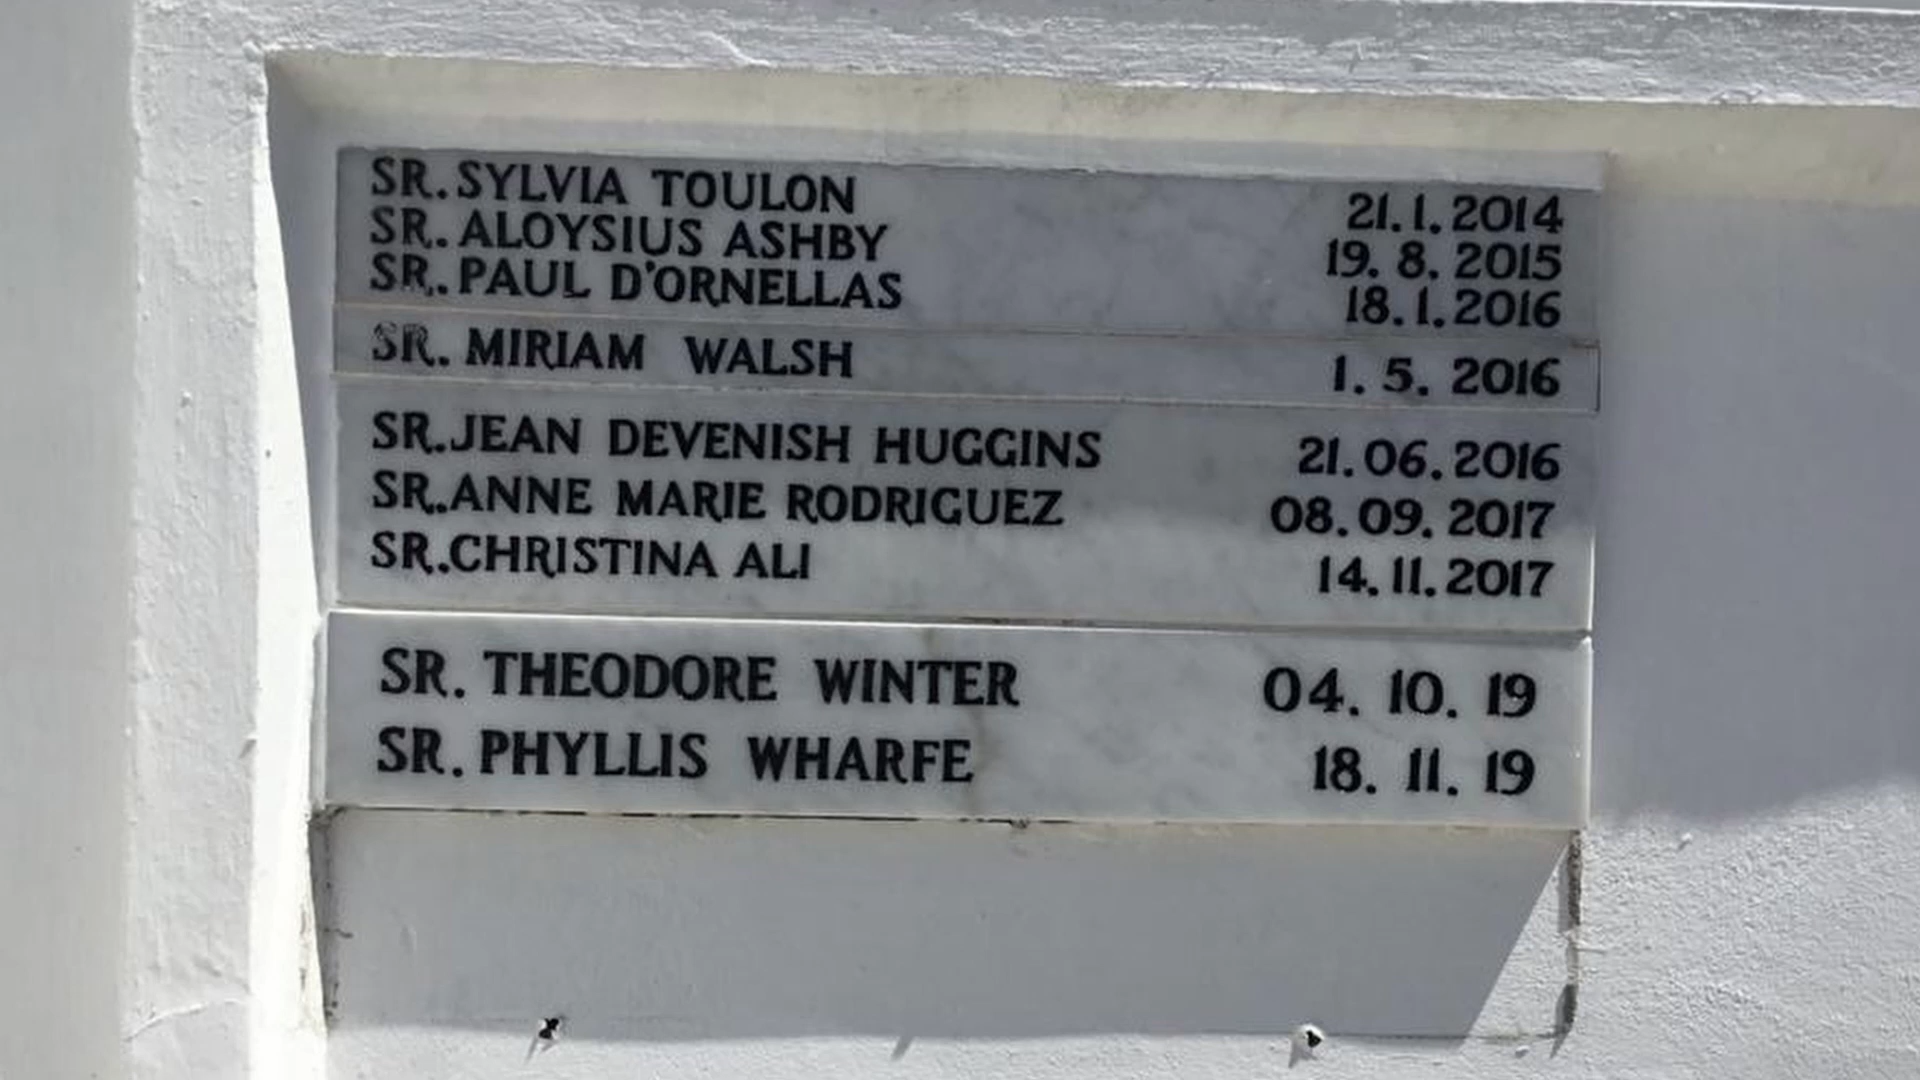 SR. SYLVIA TOULON 21.1.2014
SR. ALOYSIUS ASHBY 19.8.2015
SR. PAUL D'ORNELLAS 18.1.2016
SR. MIRIAM WALSH 1.5.2016
SR. JEAN DEVENISH HUGGINS 21.06.2016
SR. ANNE MARIE RODRIGUEZ 08.09.2017
SR. CHRISTINA ALI 14.11.2017
SR. THEODORE WINTER 04.10.19
SR. PHYLLIS WHARFE 18.11.19